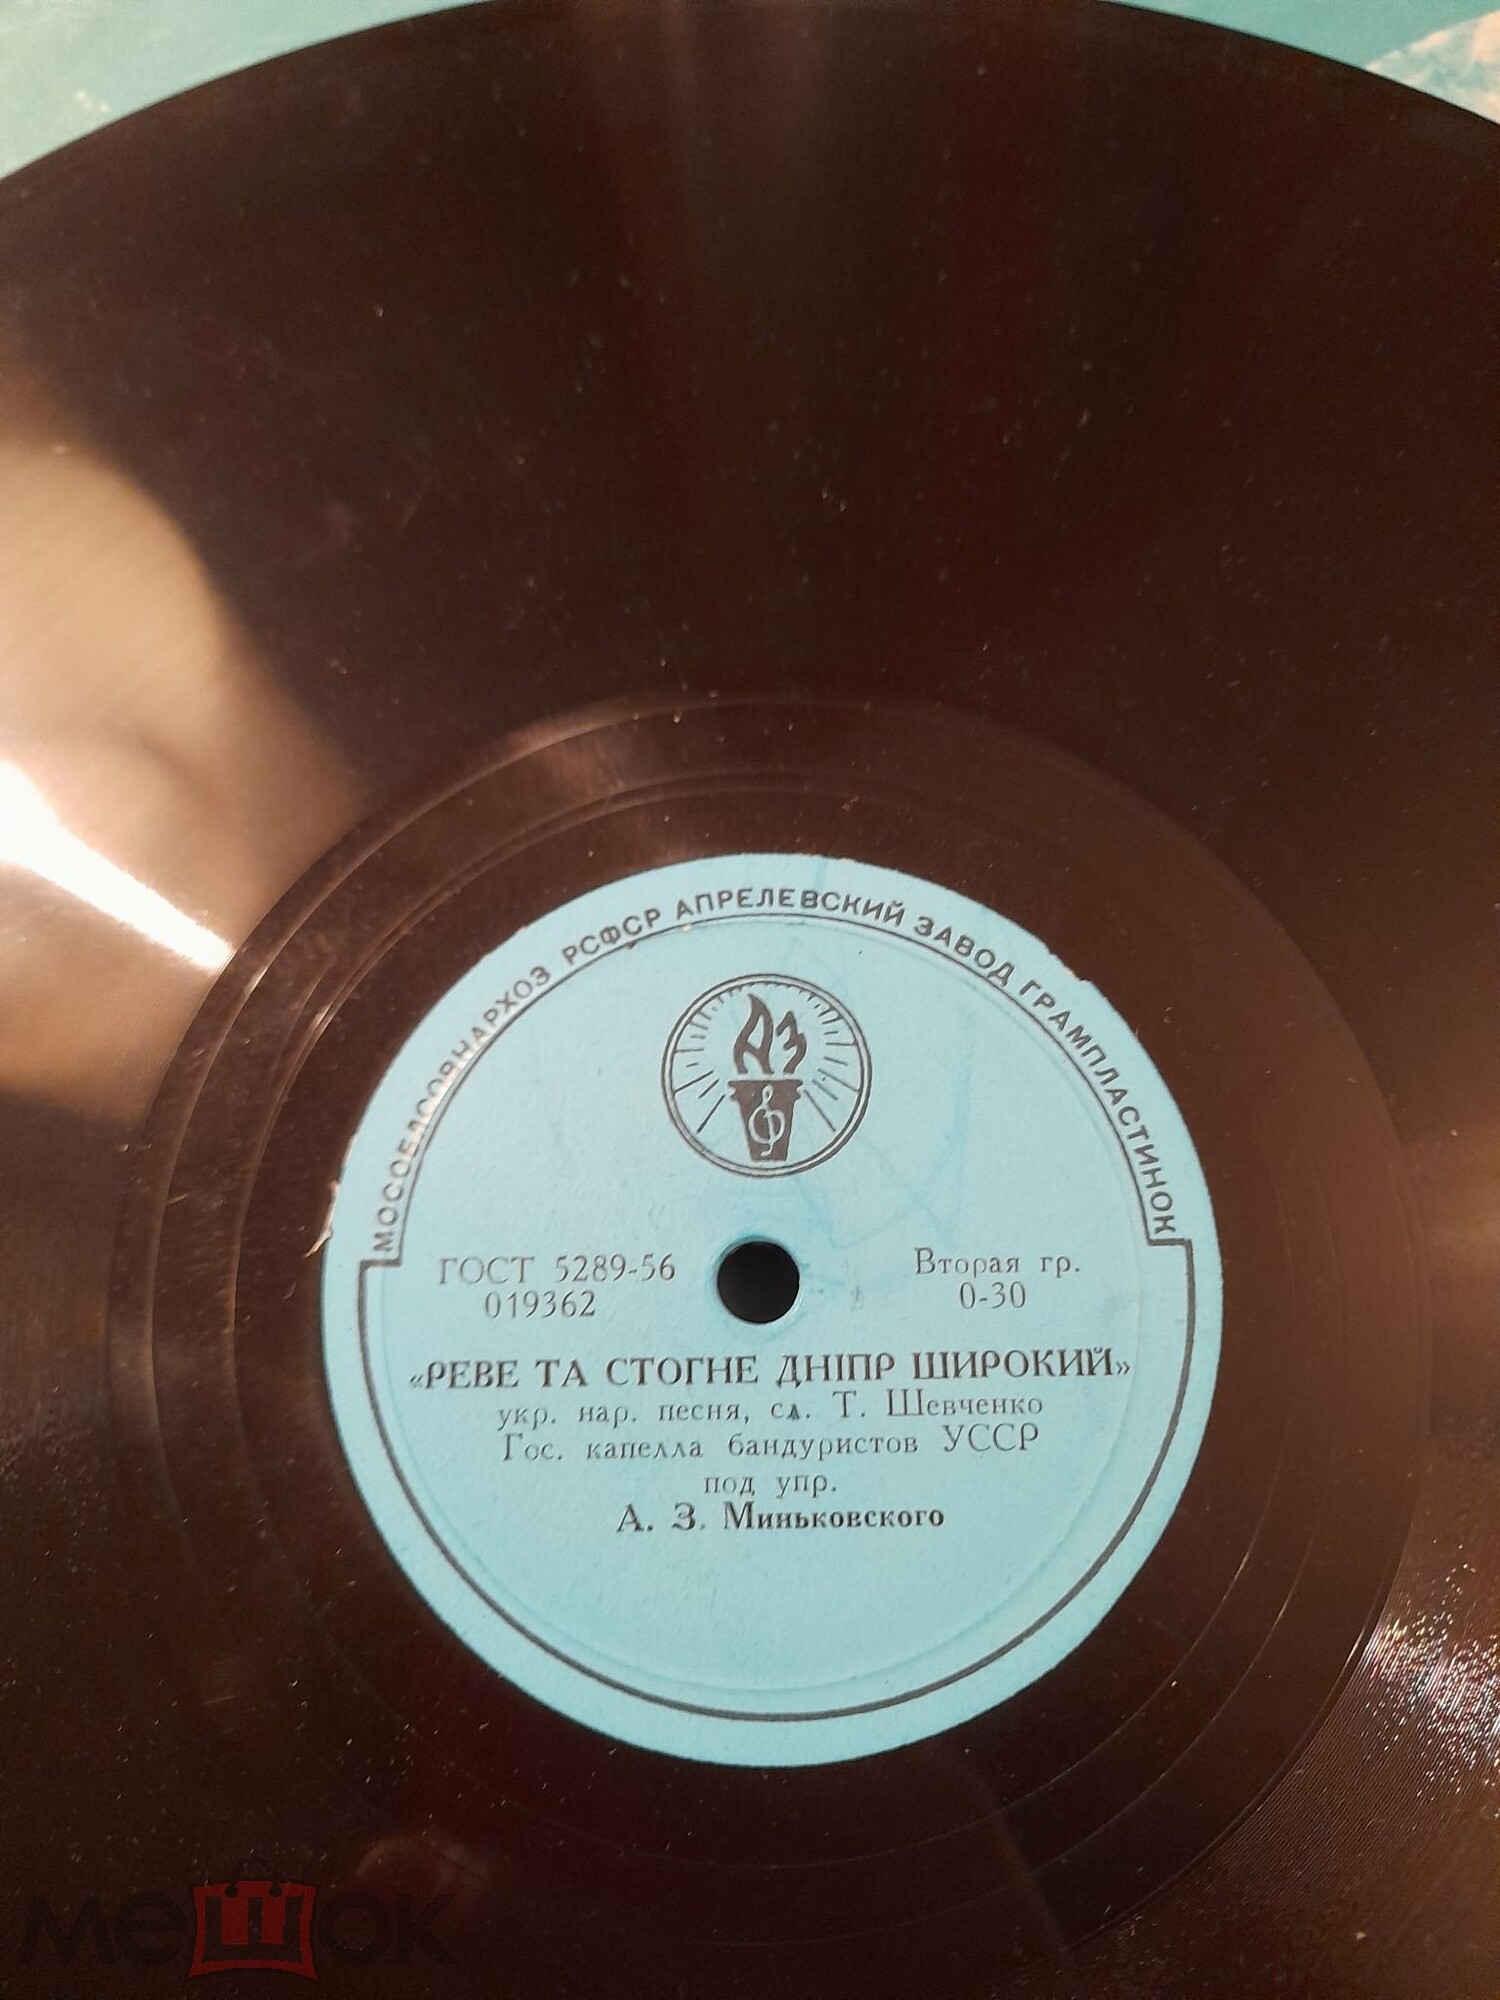 МОСОБЛСОВНАРХОЗ РСФСР АПРЕЛЕВСКИЙ ЗАВОД ГРАМПЛАСТИНОК
АЗ
ГОСТ 5289-56
019362
Вторая гр.
0-30
«РЕВЕ ТА СТОГНЕ ДНІПР ШИРОКИЙ»
укр. нар. песня, сл. Т. Шевченко
Гос. капелла бандуристов УССР
под упр.
А. З. Миньковского
мешок